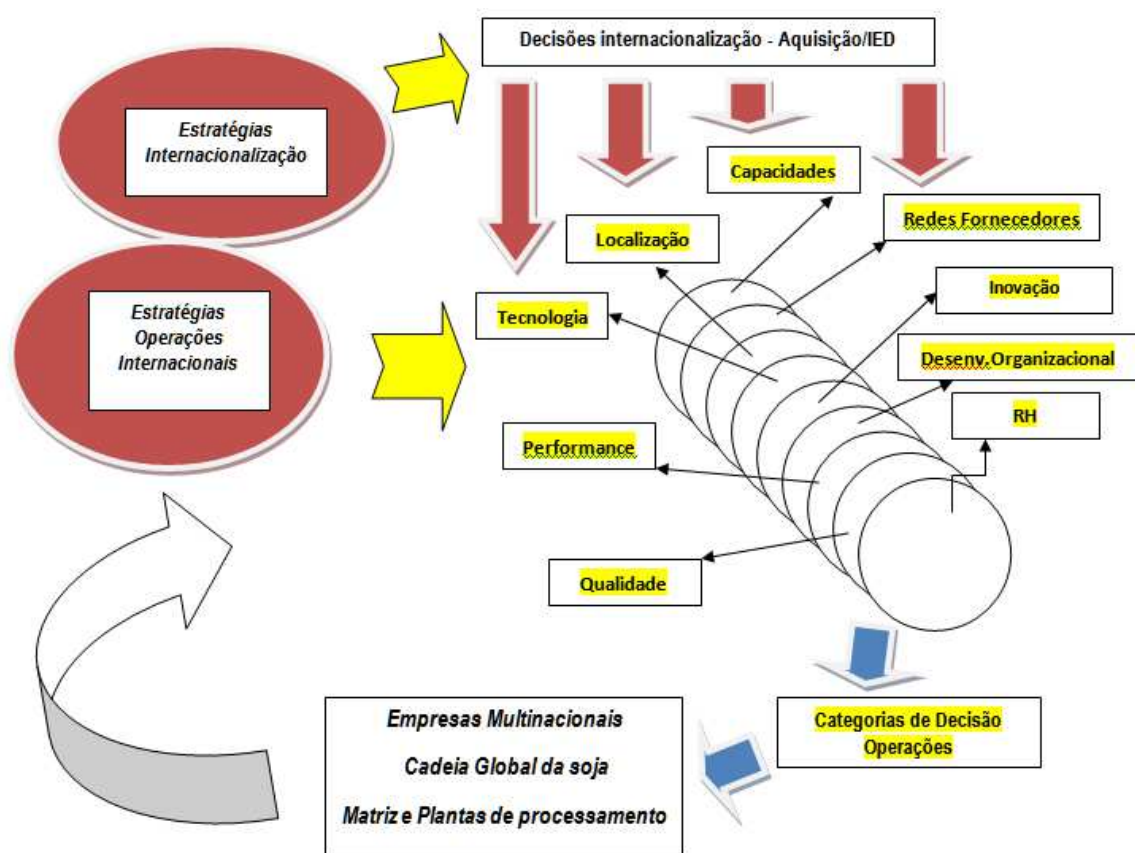 Decisões internacionalização - Aquisição/IED
Estratégias
Internacionalização
Capacidades
Redes Fornecedores
Localização
Inovação
Estratégias
Operações
Internacionais
Tecnologia
Desenv.Organizacional
RH
Performance
Qualidade
Categorias de Decisão
Operações
Empresas Multinacionais
Cadeia Global da soja
Matriz e Plantas de processamento